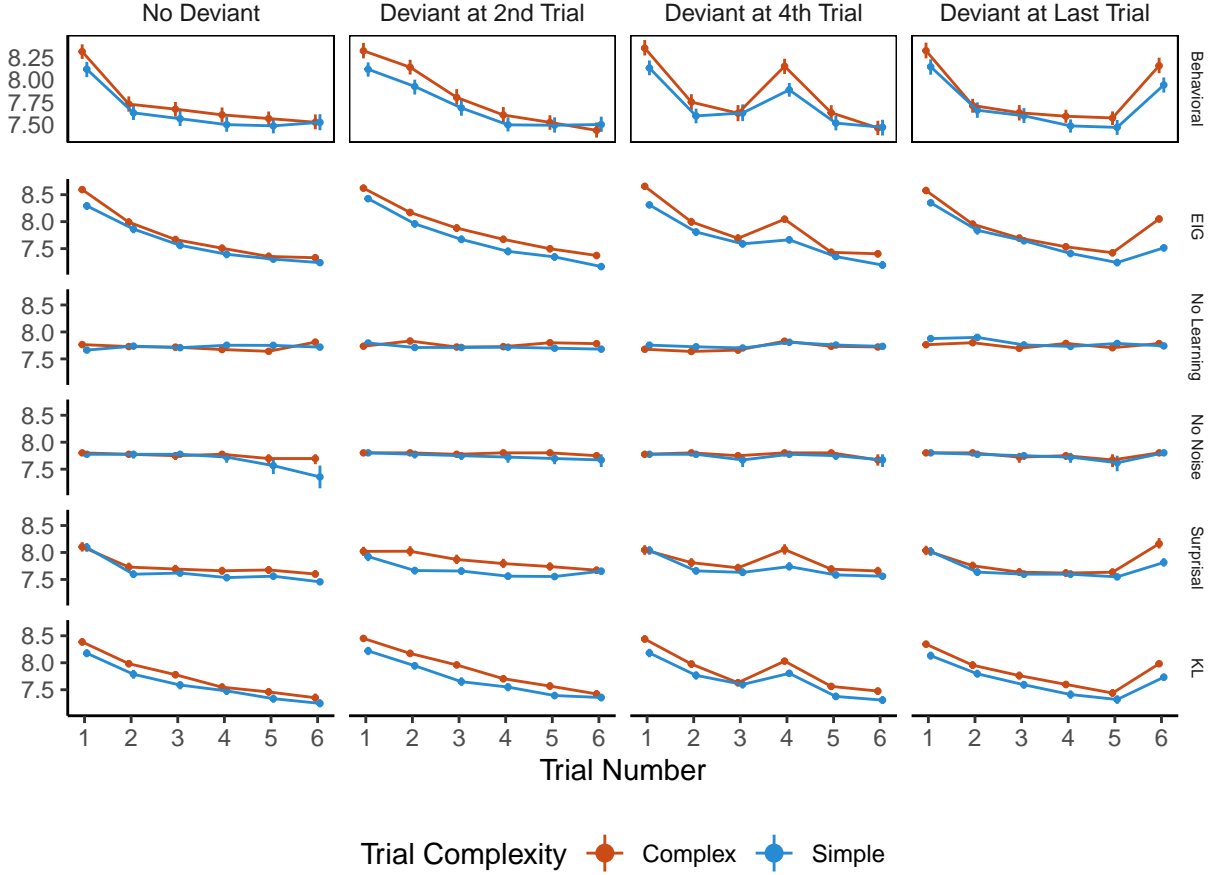 No Deviant Deviant at 2nd Trial Deviant at 4th Trial Deviant at Last Trial
8.25
8.00
7.75
7.50
Behavioral
8.5
8.0
7.5
EIG
8.5
8.0
7.5
No Learning
8.5
8.0
7.5
No Noise
8.5
8.0
7.5
Surprisal
8.5
8.0
7.5
KL
1 2 3 4 5 6 1 2 3 4 5 6 1 2 3 4 5 6 1 2 3 4 5 6
Trial Number
Trial Complexity Complex Simple